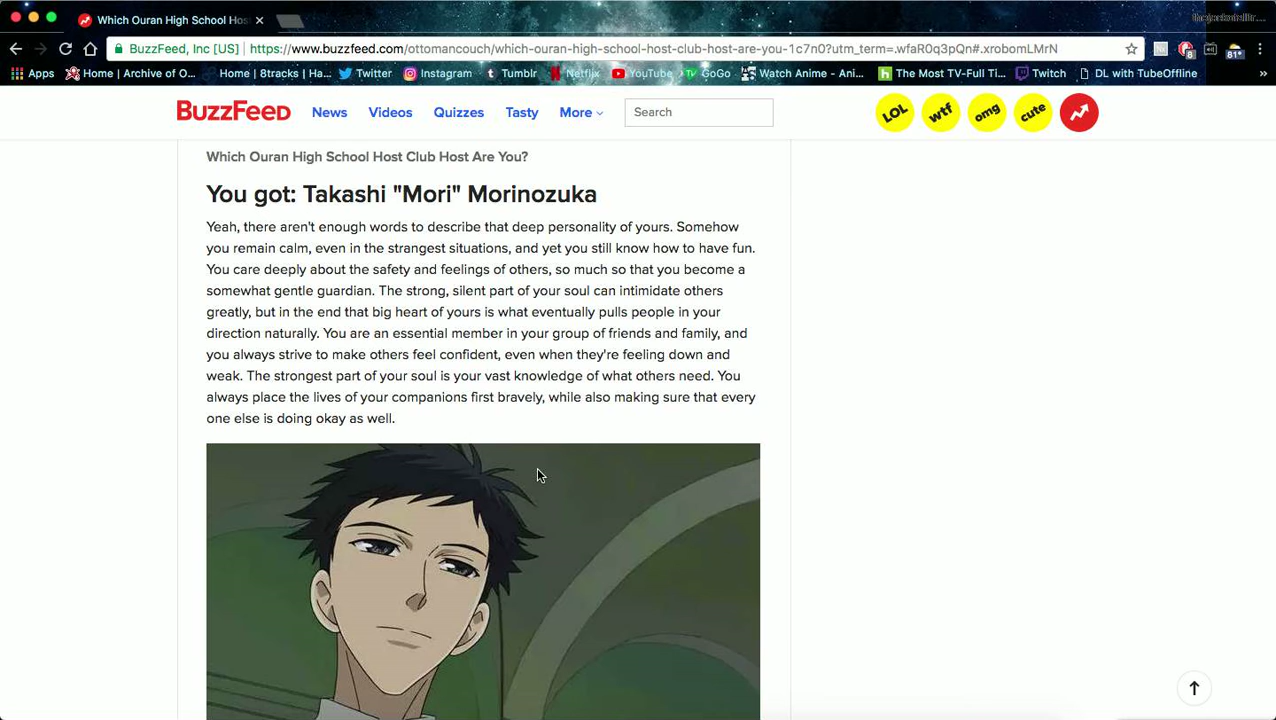 Which Ouran High School Hos
BuzzFeed, Inc [US] https://www.buzzfeed.com/ottomancouch/which-ouran-high-school-host-club-host-are-you-1c7n0?utm_term=.wfaR0q3pQn#.xrobomLMrN
8
81°
Apps Home | Archive of O... Home | 8tracks | Ha... Twitter Instagram Tumblr Netflix YouTube GoGo Watch Anime - Ani... The Most TV-Full Ti... Twitch DL with TubeOffline »
BuzzFeed News Videos Quizzes Tasty More Search LOL wtf omg cute
Which Ouran High School Host Club Host Are You?
You got: Takashi "Mori" Morinozuka
Yeah, there aren't enough words to describe that deep personality of yours. Somehow
you remain calm, even in the strangest situations, and yet you still know how to have fun.
You care deeply about the safety and feelings of others, so much so that you become a
somewhat gentle guardian. The strong, silent part of your soul can intimidate others
greatly, but in the end that big heart of yours is what eventually pulls people in your
direction naturally. You are an essential member in your group of friends and family, and
you always strive to make others feel confident, even when they're feeling down and
weak. The strongest part of your soul is your vast knowledge of what others need. You
always place the lives of your companions first bravely, while also making sure that every
one else is doing okay as well.